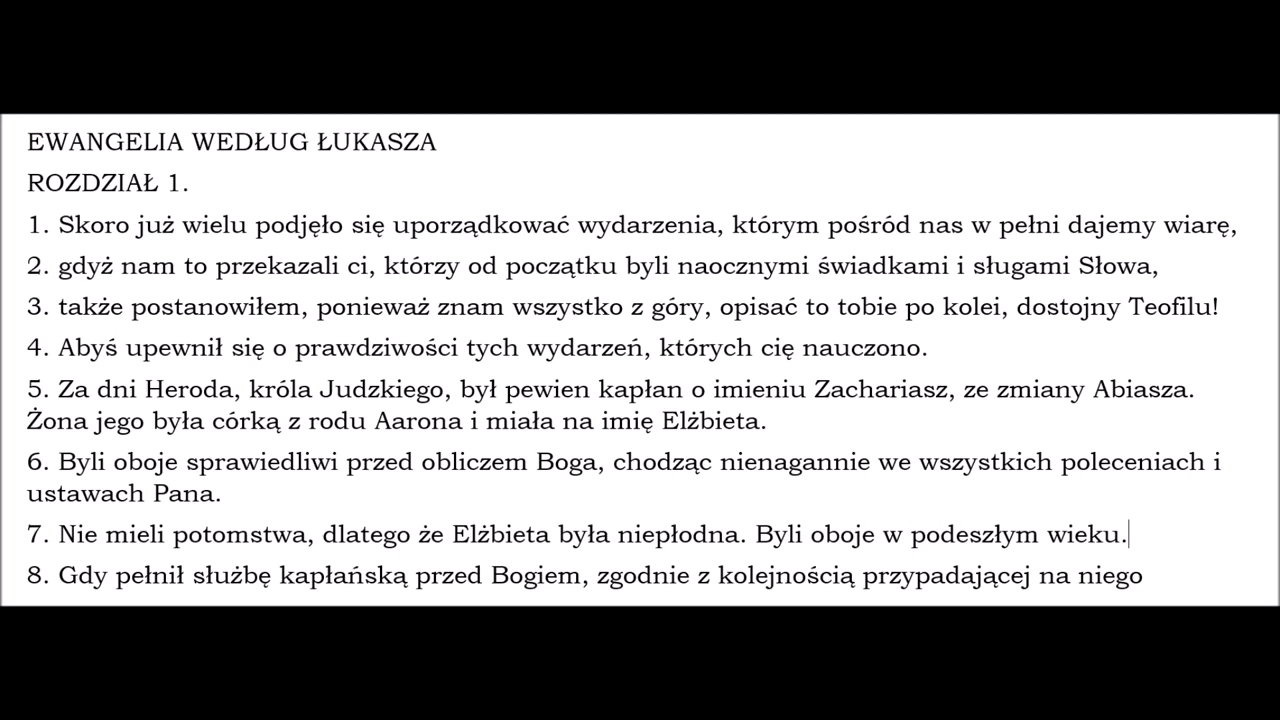 EWANGELIA WEDŁUG ŁUKASZA
ROZDZIAŁ 1.
1. Skoro już wielu podjęło się uporządkować wydarzenia, którym pośród nas w pełni dajemy wiarę,
2. gdyż nam to przekazali ci, którzy od początku byli naocznymi świadkami i sługami Słowa,
3. także postanowiłem, ponieważ znam wszystko z góry, opisać to tobie po kolei, dostojny Teofilu!
4. Abyś upewnił się o prawdziwości tych wydarzeń, których cię nauczono.
5. Za dni Heroda, króla Judzkiego, był pewien kapłan o imieniu Zachariasz, ze zmiany Abiasza.
Żona jego była córką z rodu Aarona i miała na imię Elżbieta.
6. Byli oboje sprawiedliwi przed obliczem Boga, chodząc nienagannie we wszystkich poleceniach i
ustawach Pana.
7. Nie mieli potomstwa, dlatego że Elżbieta była niepłodna. Byli oboje w podeszłym wieku.
8. Gdy pełnił służbę kapłańską przed Bogiem, zgodnie z kolejnością przypadającej na niego